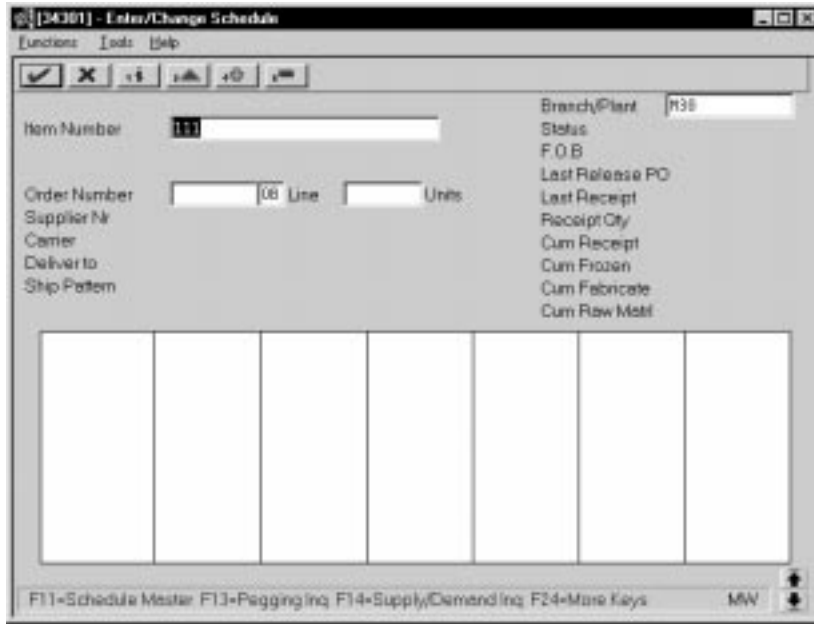 [34301] - Enter/Change Schedule
Functions Tools Help
Branch/Plant M30
Item Number 111
Status
F.O.B
Last Release PO
Order Number OB Line Units
Last Receipt
Supplier Nr
Receipt Qty
Carrier
Cum Receipt
Deliver to
Cum Frozen
Ship Pattern
Cum Fabricate
Cum Raw Matrl
F11=Schedule Master F13=Pegging Inq F14=Supply/Demand Inq F24=More Keys MW